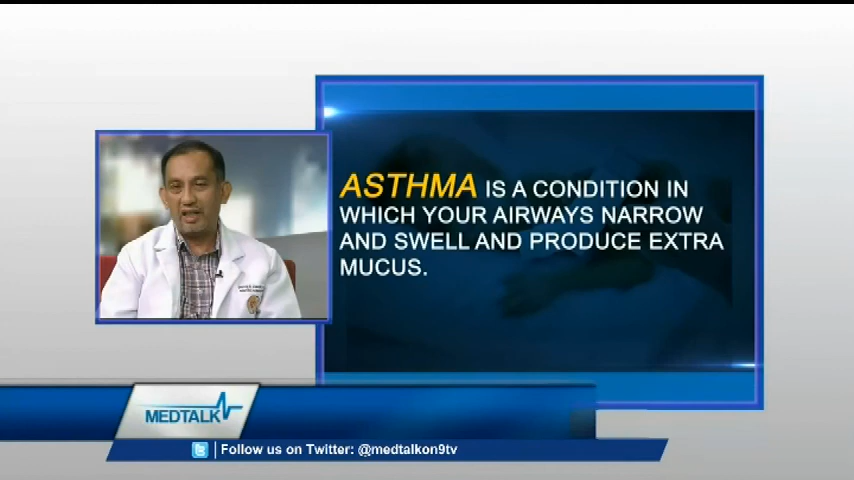 ASTHMA IS A CONDITION IN
WHICH YOUR AIRWAYS NARROW
AND SWELL AND PRODUCE EXTRA
MUCUS.
MEDTALK
Follow us on Twitter: @medtalkon9tv